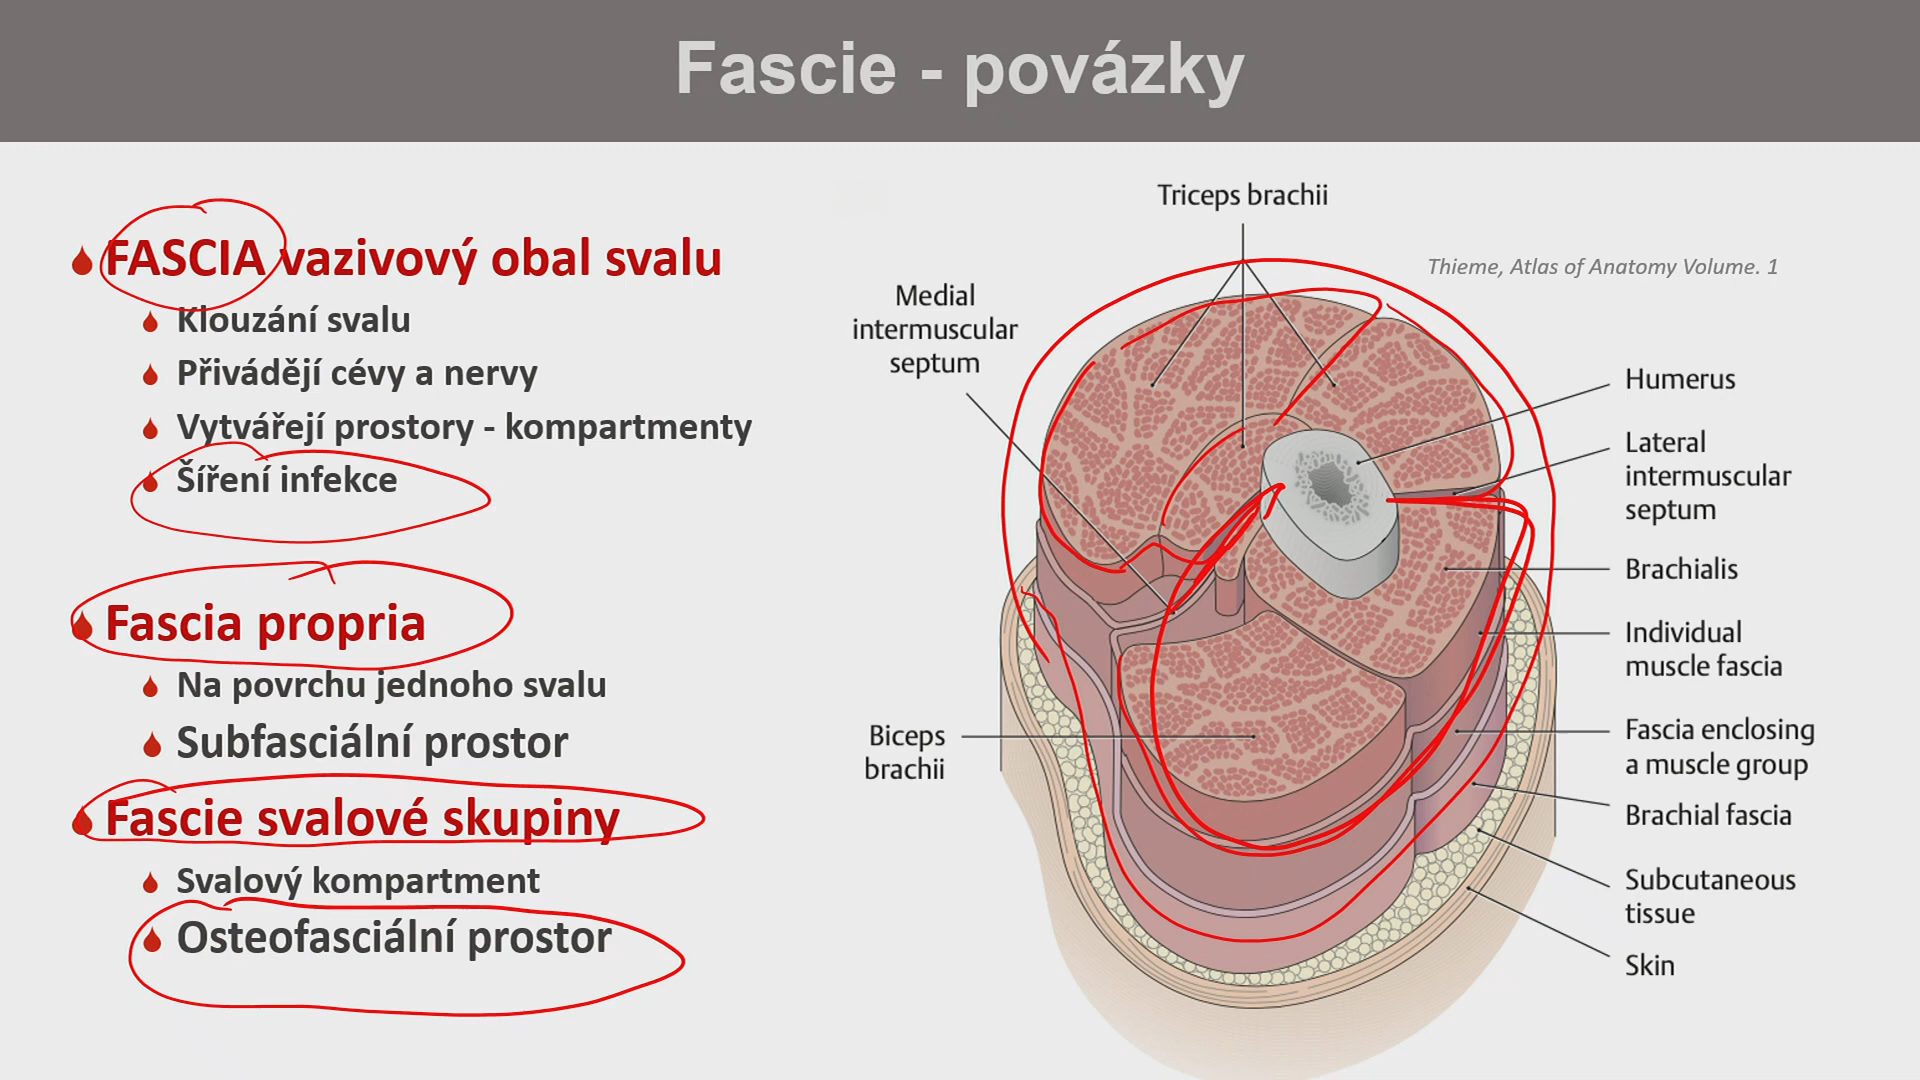 Fascie - povázky
FASCIA vazivový obal svalu
Klouzání svalu
Přivádějí cévy a nervy
Vytvářejí prostory - kompartmenty
Šíření infekce
Fascia propria
Na povrchu jednoho svalu
Subfasciální prostor
Fascie svalové skupiny
Svalový kompartment
Osteofasciální prostor
Triceps brachii
Thieme, Atlas of Anatomy Volume. 1
Medial
intermuscular
septum
Biceps
brachii
Humerus
Lateral
intermuscular
septum
Brachialis
Individual
muscle fascia
Fascia enclosing
a muscle group
Brachial fascia
Subcutaneous
tissue
Skin